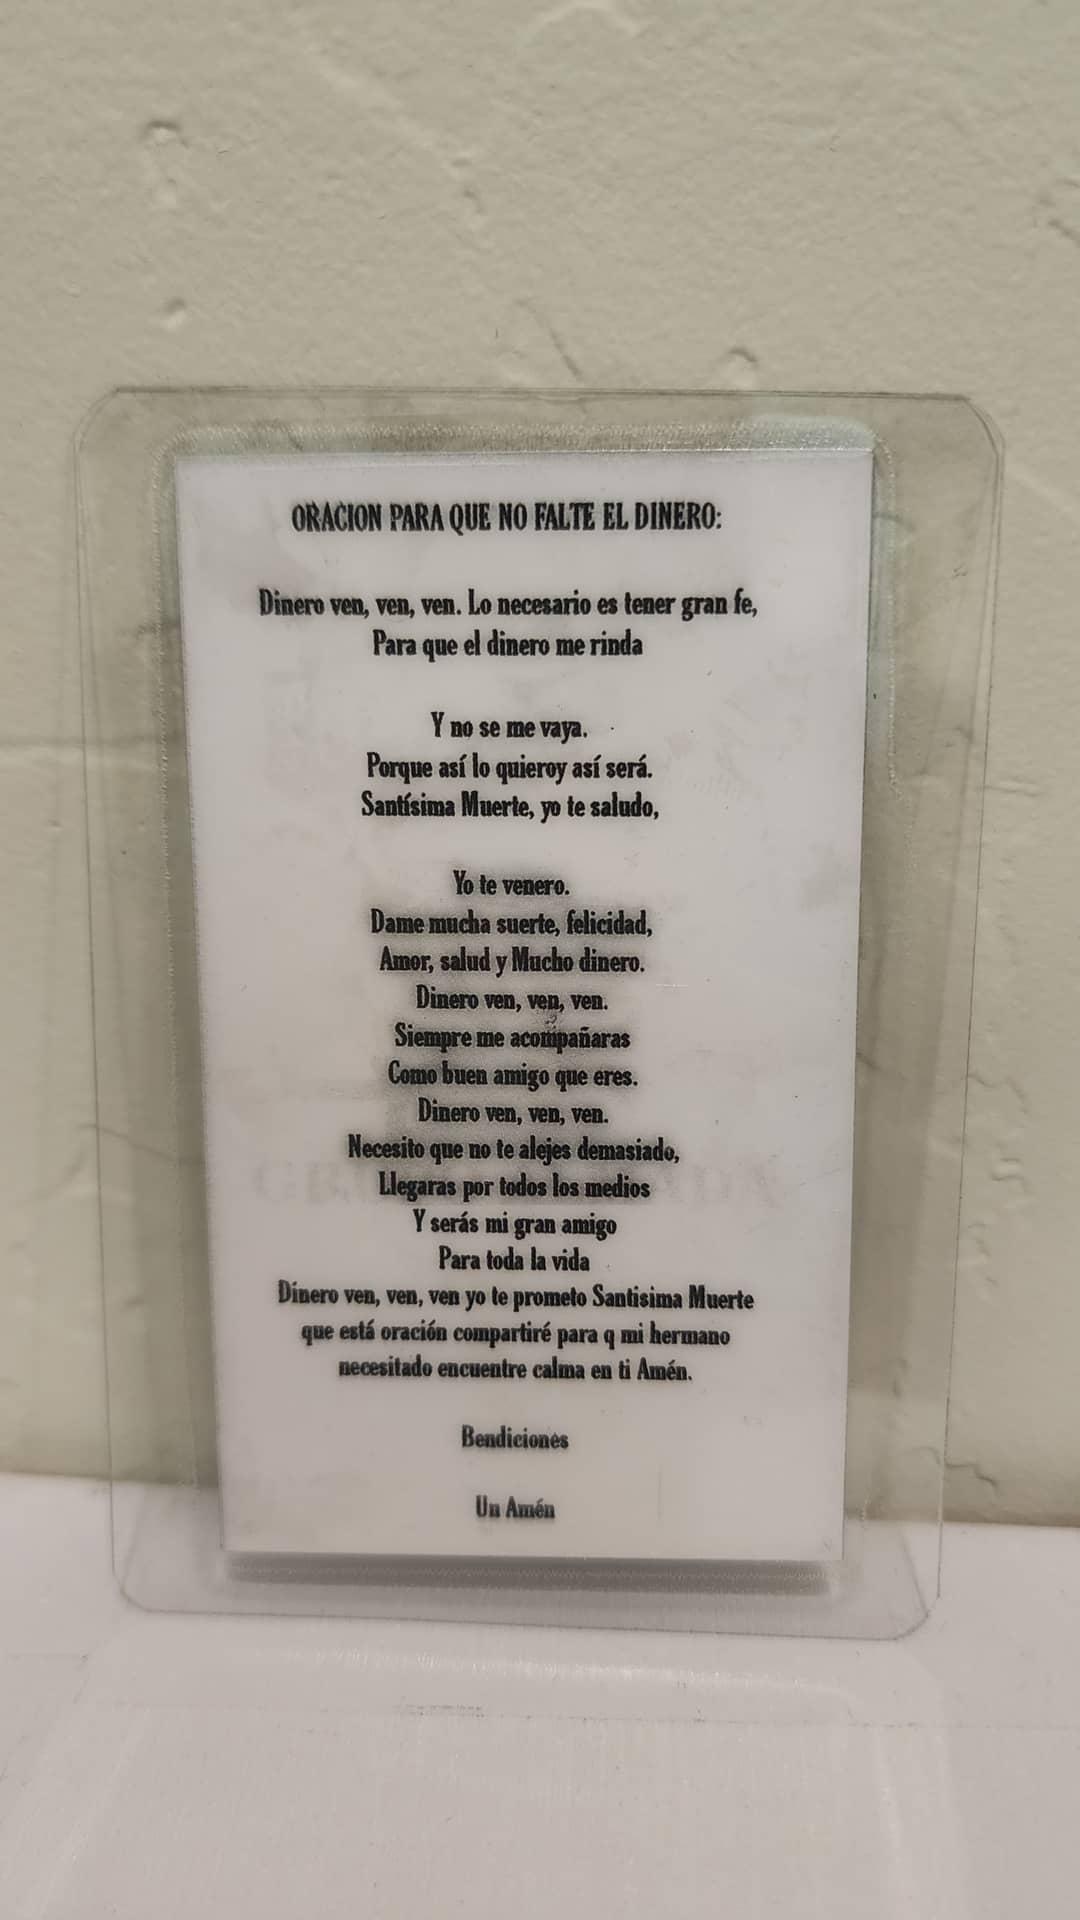 ORACION PARA QUE NO FALTE EL DINERO:
Dinero ven, ven, ven. Lo necesario es tener gran fe,
Para que el dinero me rinda
Y no se me vaya.
Porque así lo quieroy así será.
Santísima Muerte, yo te saludo,
Yo te venero.
Dame mucha suerte, felicidad,
Amor, salud y Mucho dinero.
Dinero ven, ven, ven.
Siempre me acompañaras
Como buen amigo que eres.
Dinero ven, ven, ven.
Necesito que no te alejes demasiado,
Llegaras por todos los medios
Y serás mi gran amigo
Para toda la vida
Dinero ven, ven, ven yo te prometo Santisima Muerte
que está oración compartiré para q mi hermano
necesitado encuentre calma en ti Amén.
Bendiciones
Un Amén